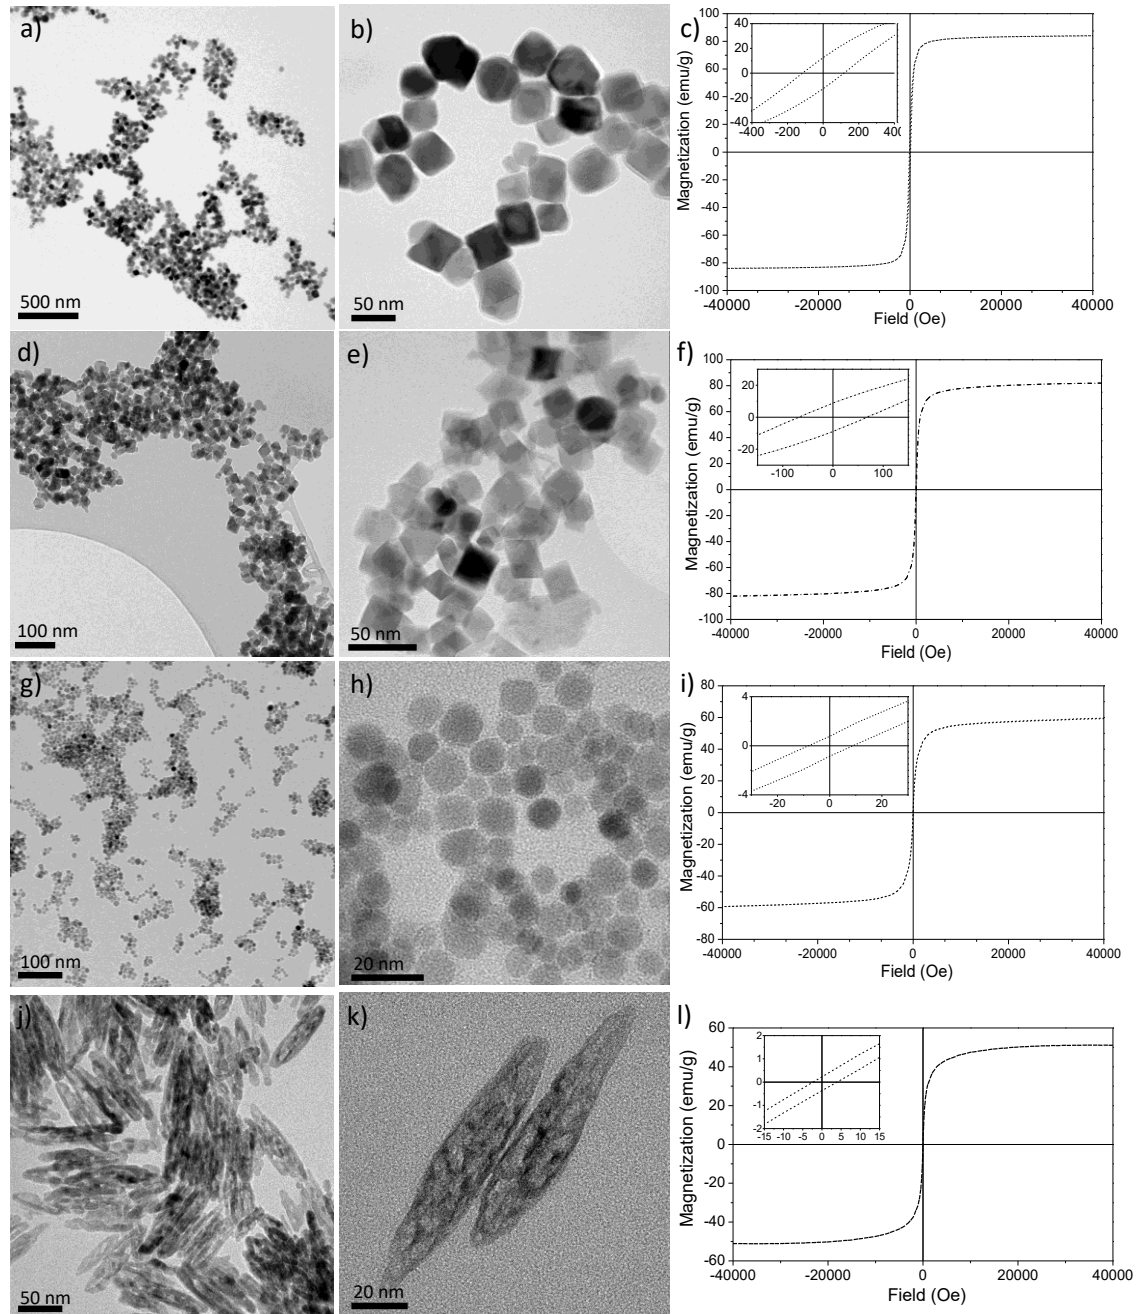 a)
500 nm
b)
50 nm
c)
Magnetization (emu/g)
100
80
60
40
20
0
-20
-40
-60
-80
-100
-40000 -20000 0 20000 40000
Field (Oe)
40
20
0
-20
-40
-400 -200 0 200 400
d)
100 nm
e)
50 nm
f)
Magnetization (emu/g)
100
80
60
40
20
0
-20
-40
-60
-80
-100
-40000 -20000 0 20000 40000
Field (Oe)
20
0
-20
-100 0 100
g)
100 nm
h)
20 nm
i)
Magnetization (emu/g)
80
60
40
20
0
-20
-40
-60
-80
-40000 -20000 0 20000 40000
Field (Oe)
4
0
-4
-20 0 20
j)
50 nm
k)
20 nm
l)
Magnetization (emu/g)
60
40
20
0
-20
-40
-60
-40000 -20000 0 20000 40000
Field (Oe)
2
1
0
-1
-2
-15 -10 -5 0 5 10 15